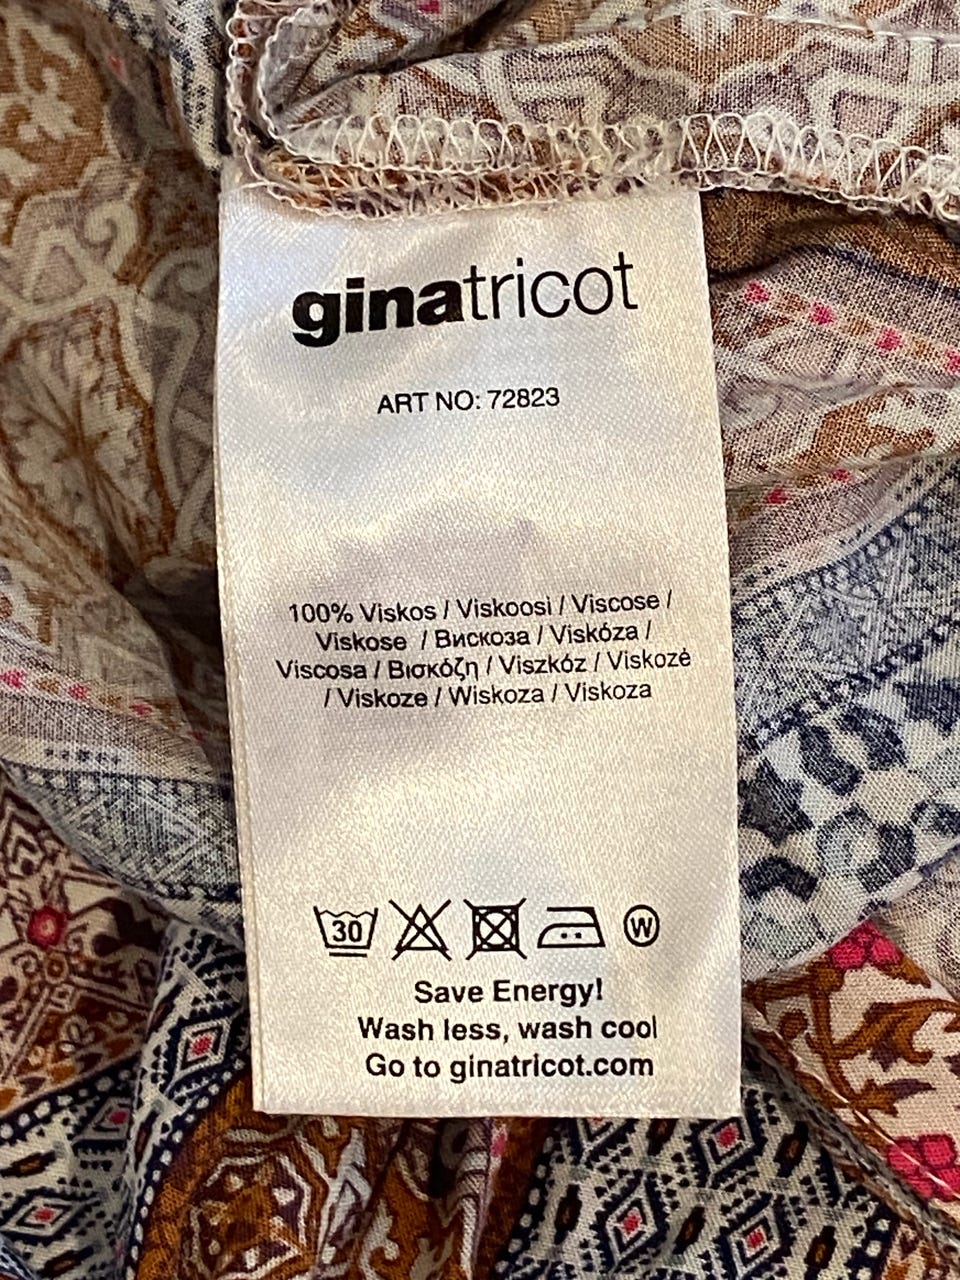 ginatricot
ART NO: 72823
100% Viskos / Viskoosi / Viscose /
Viskose / Вискоза / Viskóza /
Viscosa / Βισκόζη / Viszkóz / Viskozė
/ Viskoze / Wiskoza / Viskoza
30 W
Save Energy!
Wash less, wash cool
Go to ginatricot.com